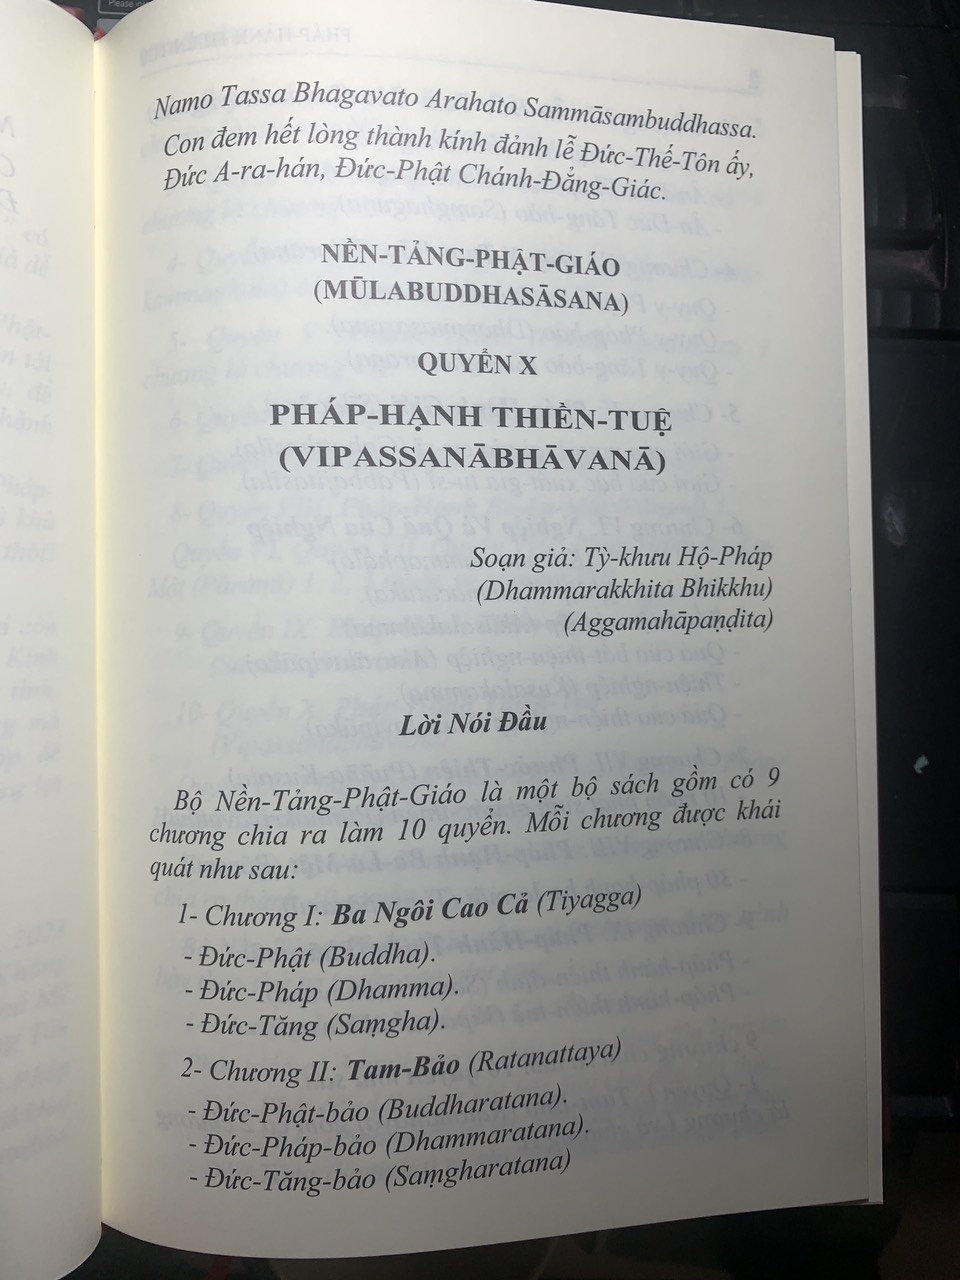 Namo Tassa Bhagavato Arahato Sammāsambuddhassa.
Con đem hết lòng thành kính đảnh lễ Đức-Thế-Tôn ấy,
Đức A-ra-hán, Đức-Phật Chánh-Đẳng-Giác.
NỀN-TẢNG-PHẬT-GIÁO
(MŪLABUDDHASĀSANA)
QUYỂN X
PHÁP-HẠNH THIỀN-TUỆ
(VIPASSANĀBHĀVANĀ)
Soạn giả: Tỳ-khưu Hộ-Pháp
(Dhammarakkhita Bhikkhu)
(Aggamahāpaṇḍita)
Lời Nói Đầu
Bộ Nền-Tảng-Phật-Giáo là một bộ sách gồm có 9
chương chia ra làm 10 quyển. Mỗi chương được khái
quát như sau:
1- Chương I: Ba Ngôi Cao Cả (Tiyagga)
- Đức-Phật (Buddha).
- Đức-Pháp (Dhamma).
- Đức-Tăng (Saṃgha).
2- Chương II: Tam-Bảo (Ratanattaya)
- Đức-Phật-bảo (Buddharatana).
- Đức-Pháp-bảo (Dhammaratana).
- Đức-Tăng-bảo (Saṃgharatana)